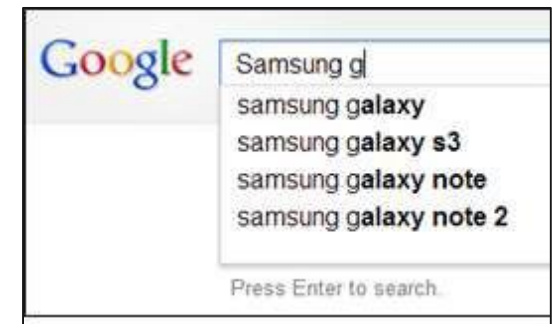 Google
Samsung g
samsung galaxy
samsung galaxy s3
samsung galaxy note
samsung galaxy note 2
Press Enter to search.